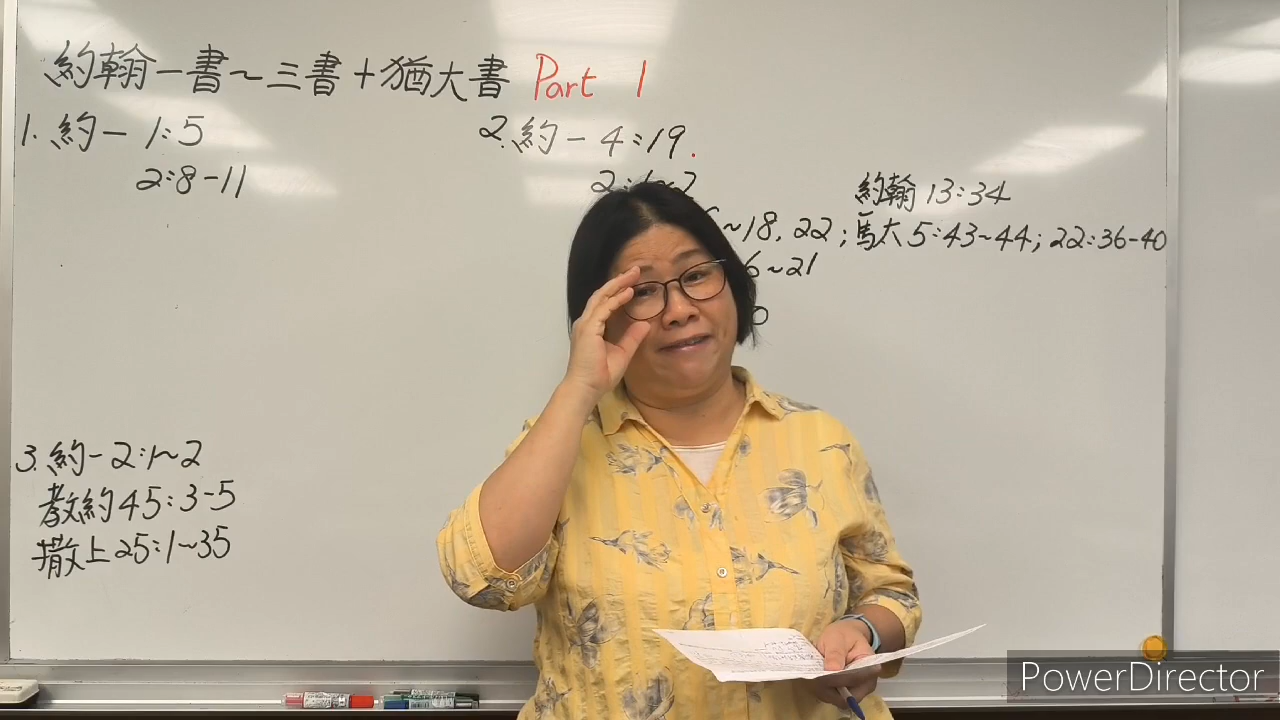 約翰一書~三書+猶大書 Part 1
1. 約一 1:5
2:8-11
2. 約一 4:19.
約翰 13:34
~18, 22 ; 馬太 5:43~44; 22:36-40
6~21
3. 約一 2:1~2
教約 45:3-5
撒上 25:1~35
PowerDirector